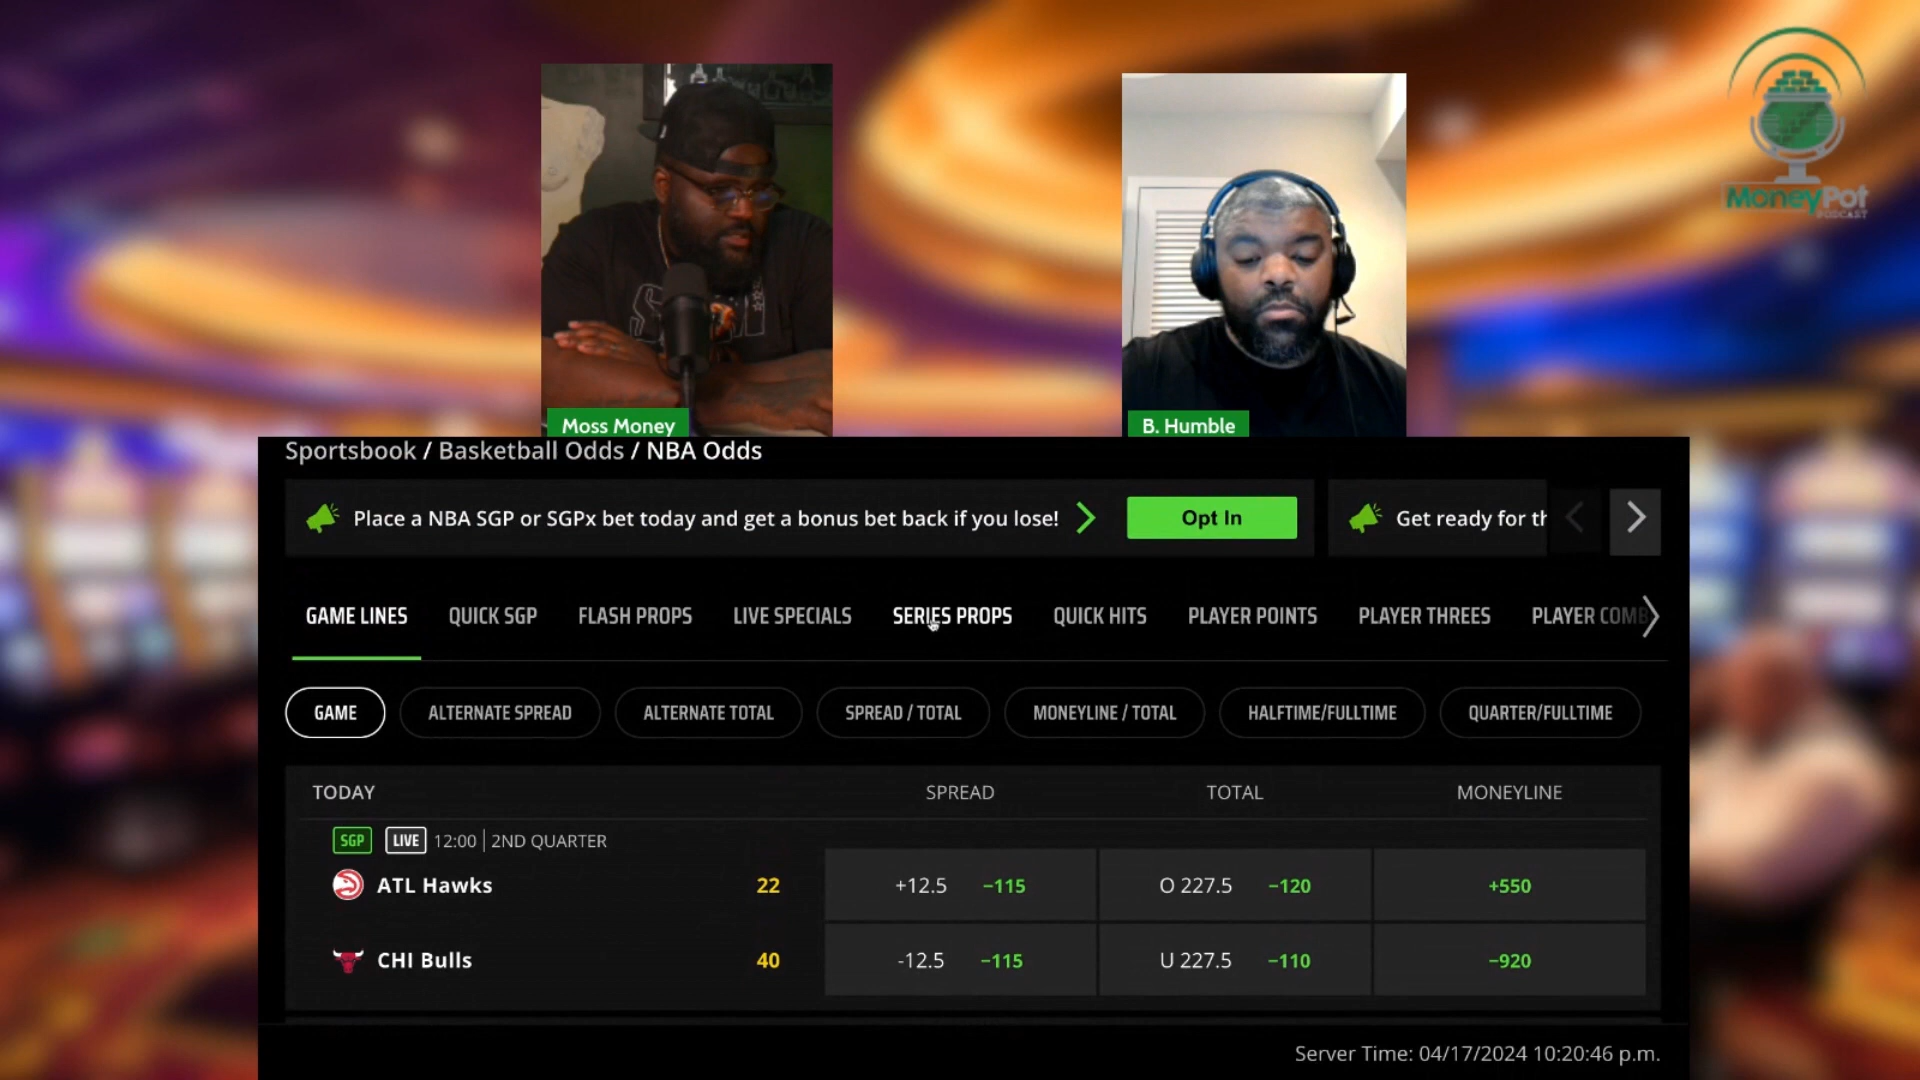 MoneyPot
PODCAST
Moss Money
B. Humble
Sportsbook / Basketball Odds / NBA Odds
Place a NBA SGP or SGPx bet today and get a bonus bet back if you lose!
Opt In
Get ready for th
GAME LINES QUICK SGP FLASH PROPS LIVE SPECIALS SERIES PROPS QUICK HITS PLAYER POINTS PLAYER THREES PLAYER COMB
GAME ALTERNATE SPREAD ALTERNATE TOTAL SPREAD / TOTAL MONEYLINE / TOTAL HALFTIME/FULLTIME QUARTER/FULLTIME
TODAY SPREAD TOTAL MONEYLINE
SGP LIVE 12:00 | 2ND QUARTER
ATL Hawks 22 +12.5 −115 O 227.5 −120 +550
CHI Bulls 40 -12.5 −115 U 227.5 −110 −920
Server Time: 04/17/2024 10:20:46 p.m.